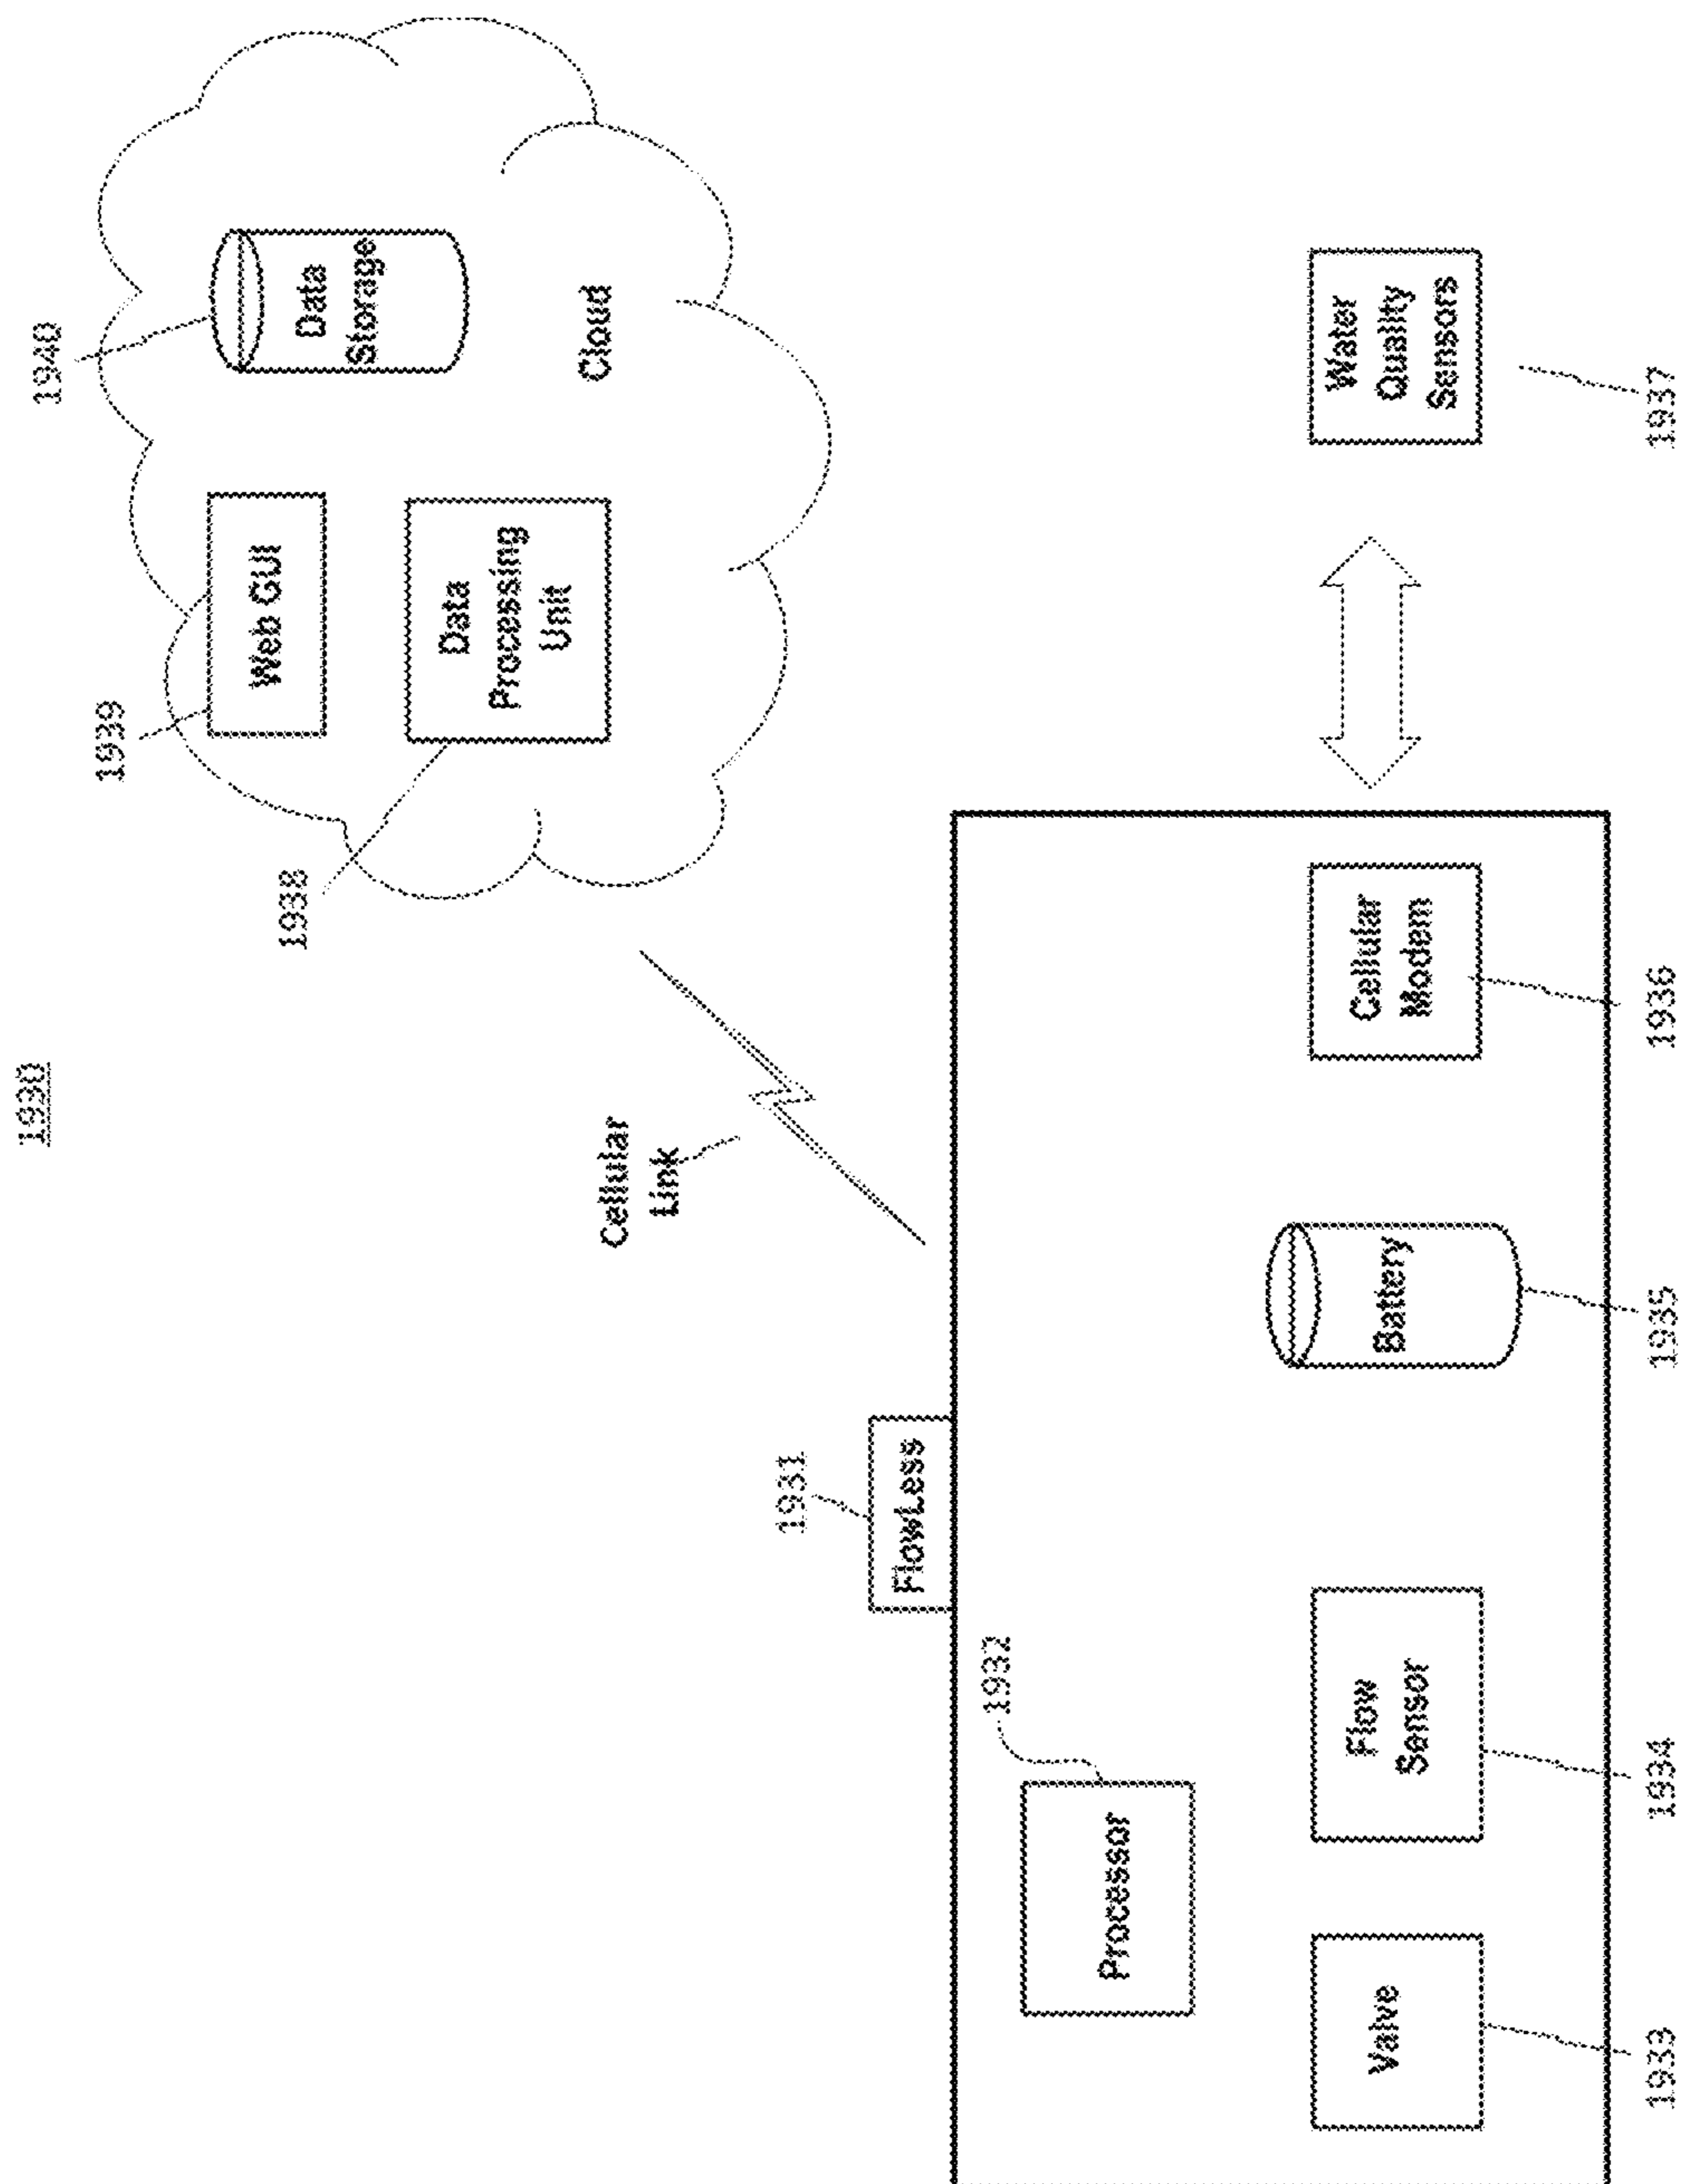 1930
1940
1939
Web GUI
Data
Storage
1938
Data
Processing
Unit
Cloud
Cellular
Link
1931
FlowLess
1932
Processor
Valve
Flow
Sensor
Battery
Cellular
Modem
Water
Quality
Sensors
1933
1934
1935
1936
1937